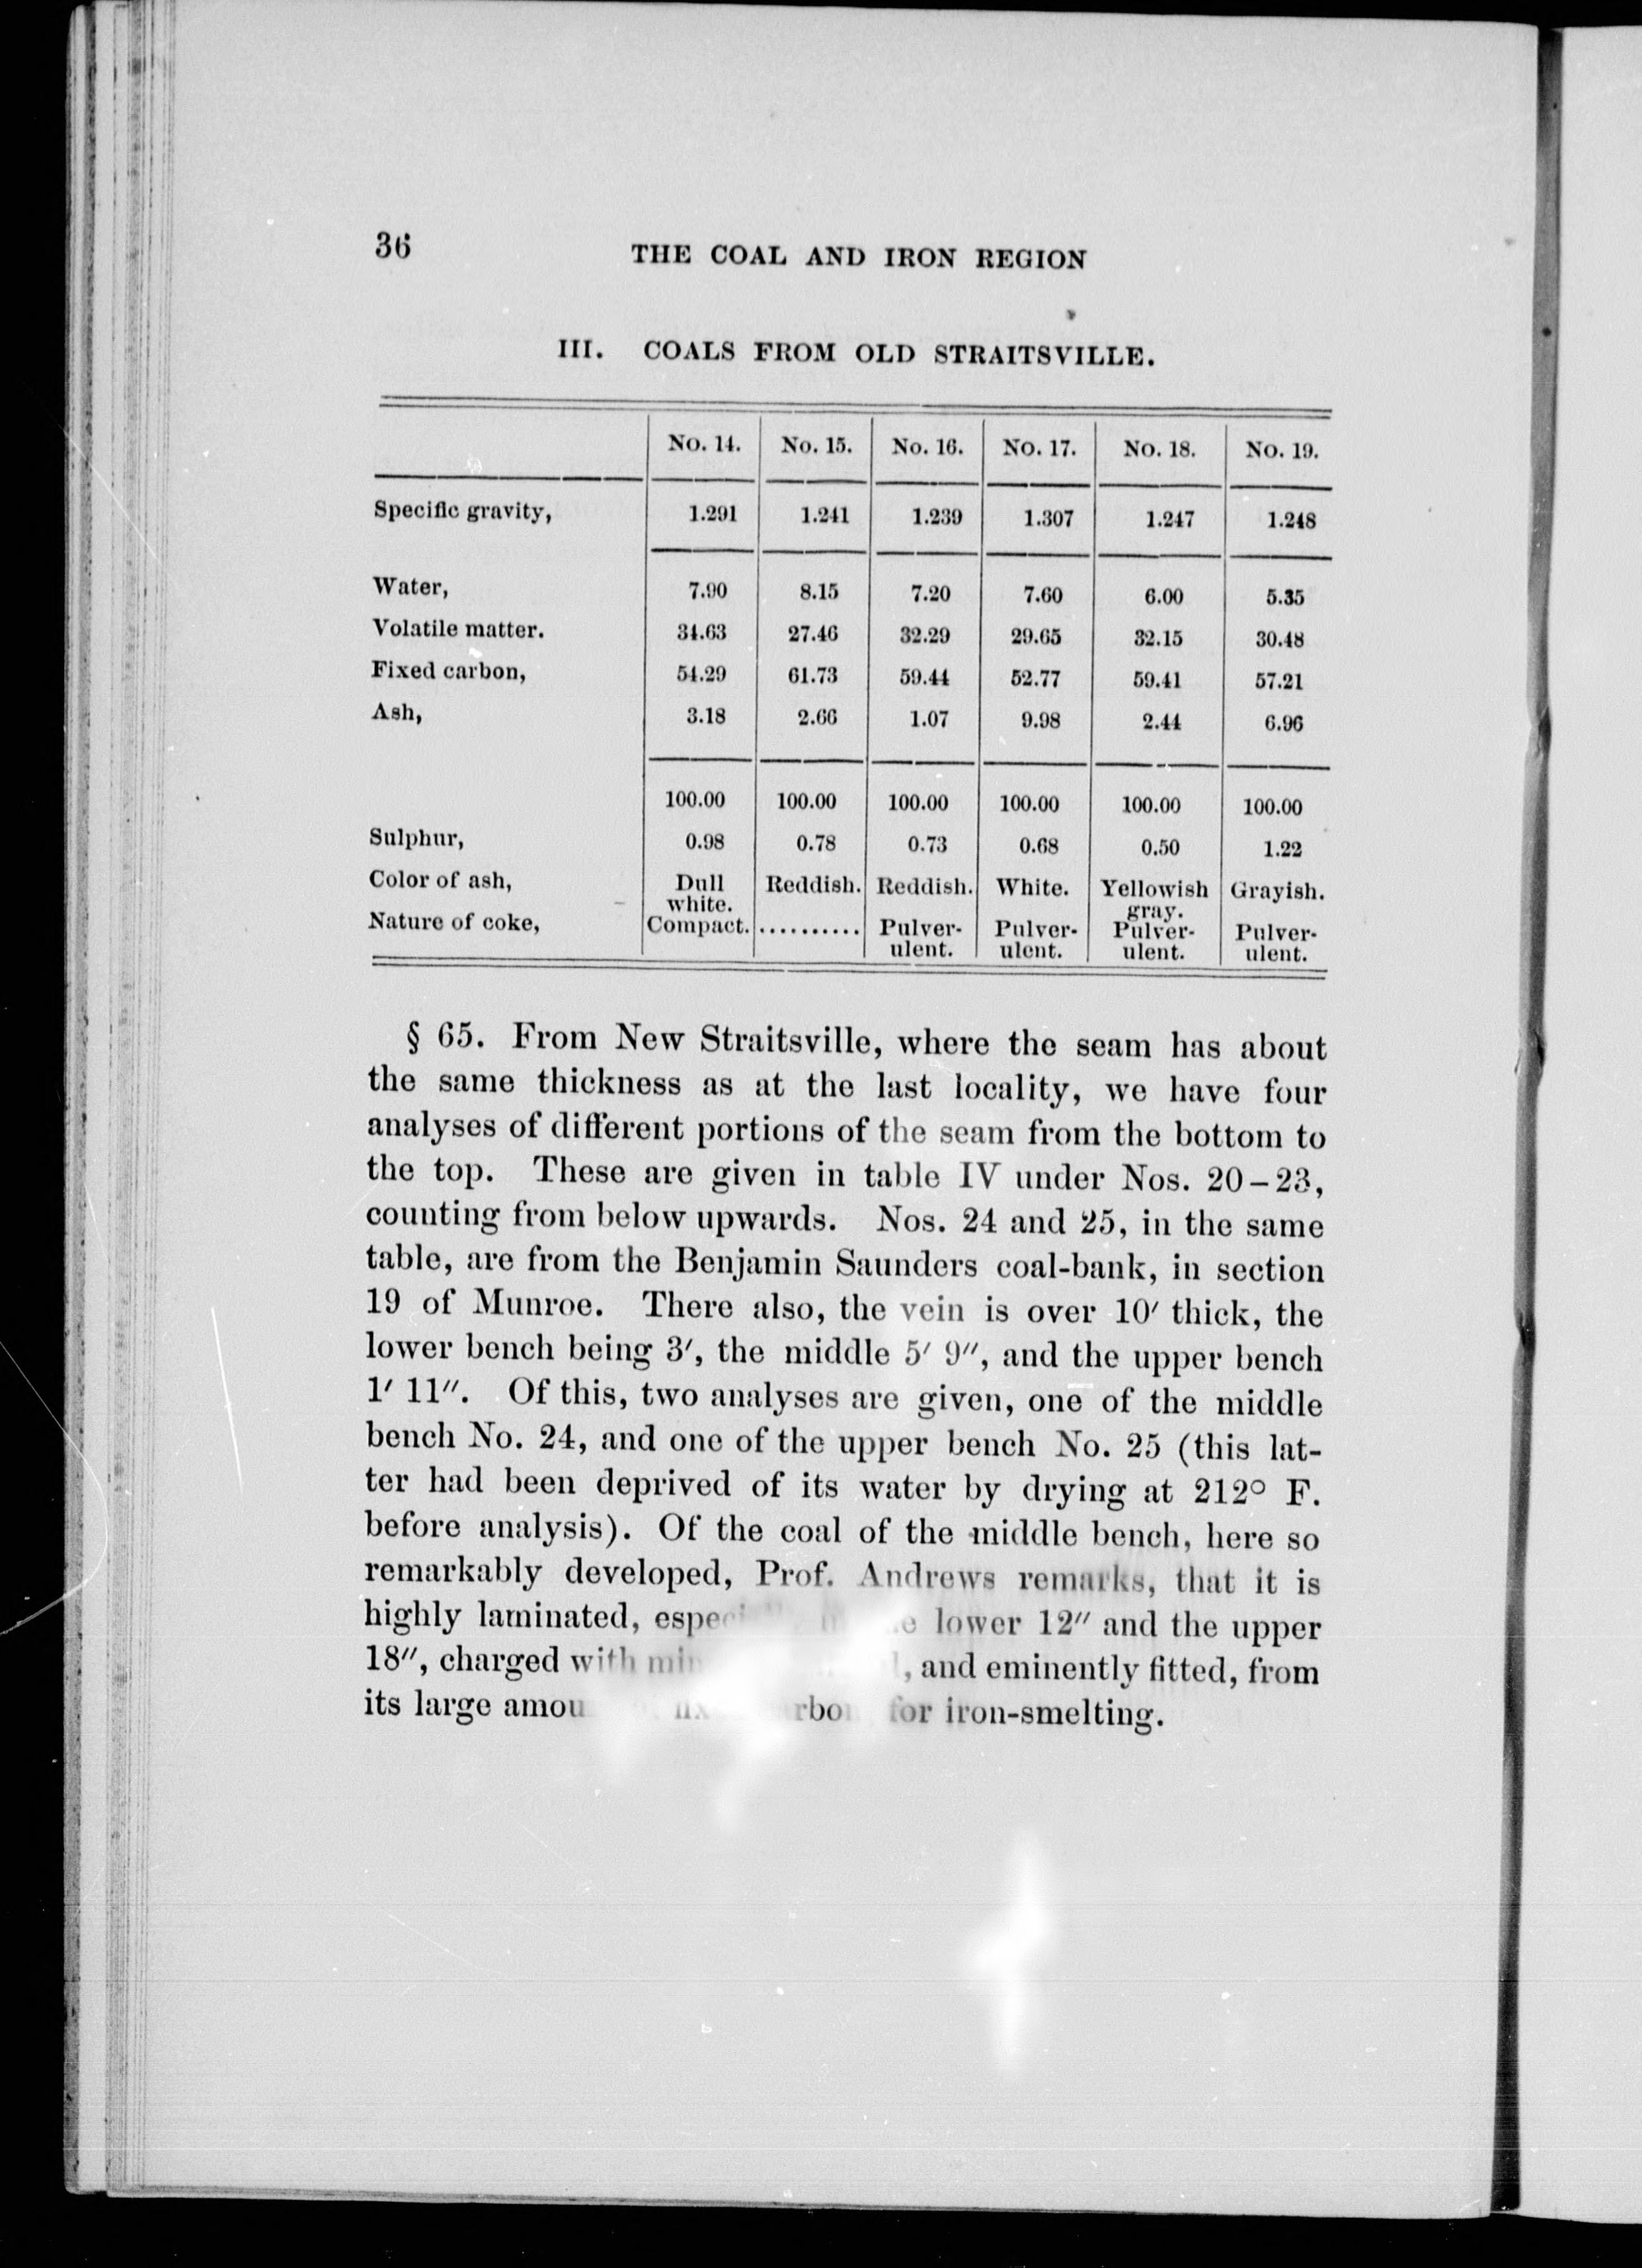 36 THE COAL AND IRON REGION
III. COALS FROM OLD STRAITSVILLE.
No. 14. No. 15. No. 16. No. 17. No. 18. No. 19.
Specific gravity, 1.291 1.241 1.239 1.307 1.247 1.248
Water, 7.90 8.15 7.20 7.60 6.00 5.35
Volatile matter. 34.63 27.46 32.29 29.65 32.15 30.48
Fixed carbon, 54.29 61.73 59.44 52.77 59.41 57.21
Ash, 3.18 2.66 1.07 9.98 2.44 6.96
100.00 100.00 100.00 100.00 100.00 100.00
Sulphur, 0.98 0.78 0.73 0.68 0.50 1.22
Color of ash, Dull Reddish. Reddish. White. Yellowish Grayish.
white. gray.
Nature of coke, Compact. .......... Pulver- Pulver- Pulver- Pulver-
ulent. ulent. ulent. ulent.
§ 65. From New Straitsville, where the seam has about
the same thickness as at the last locality, we have four
analyses of different portions of the seam from the bottom to
the top. These are given in table IV under Nos. 20–23,
counting from below upwards. Nos. 24 and 25, in the same
table, are from the Benjamin Saunders coal-bank, in section
19 of Munroe. There also, the vein is over 10′ thick, the
lower bench being 3′, the middle 5′ 9″, and the upper bench
1′ 11″. Of this, two analyses are given, one of the middle
bench No. 24, and one of the upper bench No. 25 (this lat-
ter had been deprived of its water by drying at 212° F.
before analysis). Of the coal of the middle bench, here so
remarkably developed, Prof. Andrews remarks, that it is
highly laminated, lower 12″ and the upper
18″, charged with , and eminently fitted, from
its large for iron-smelting.